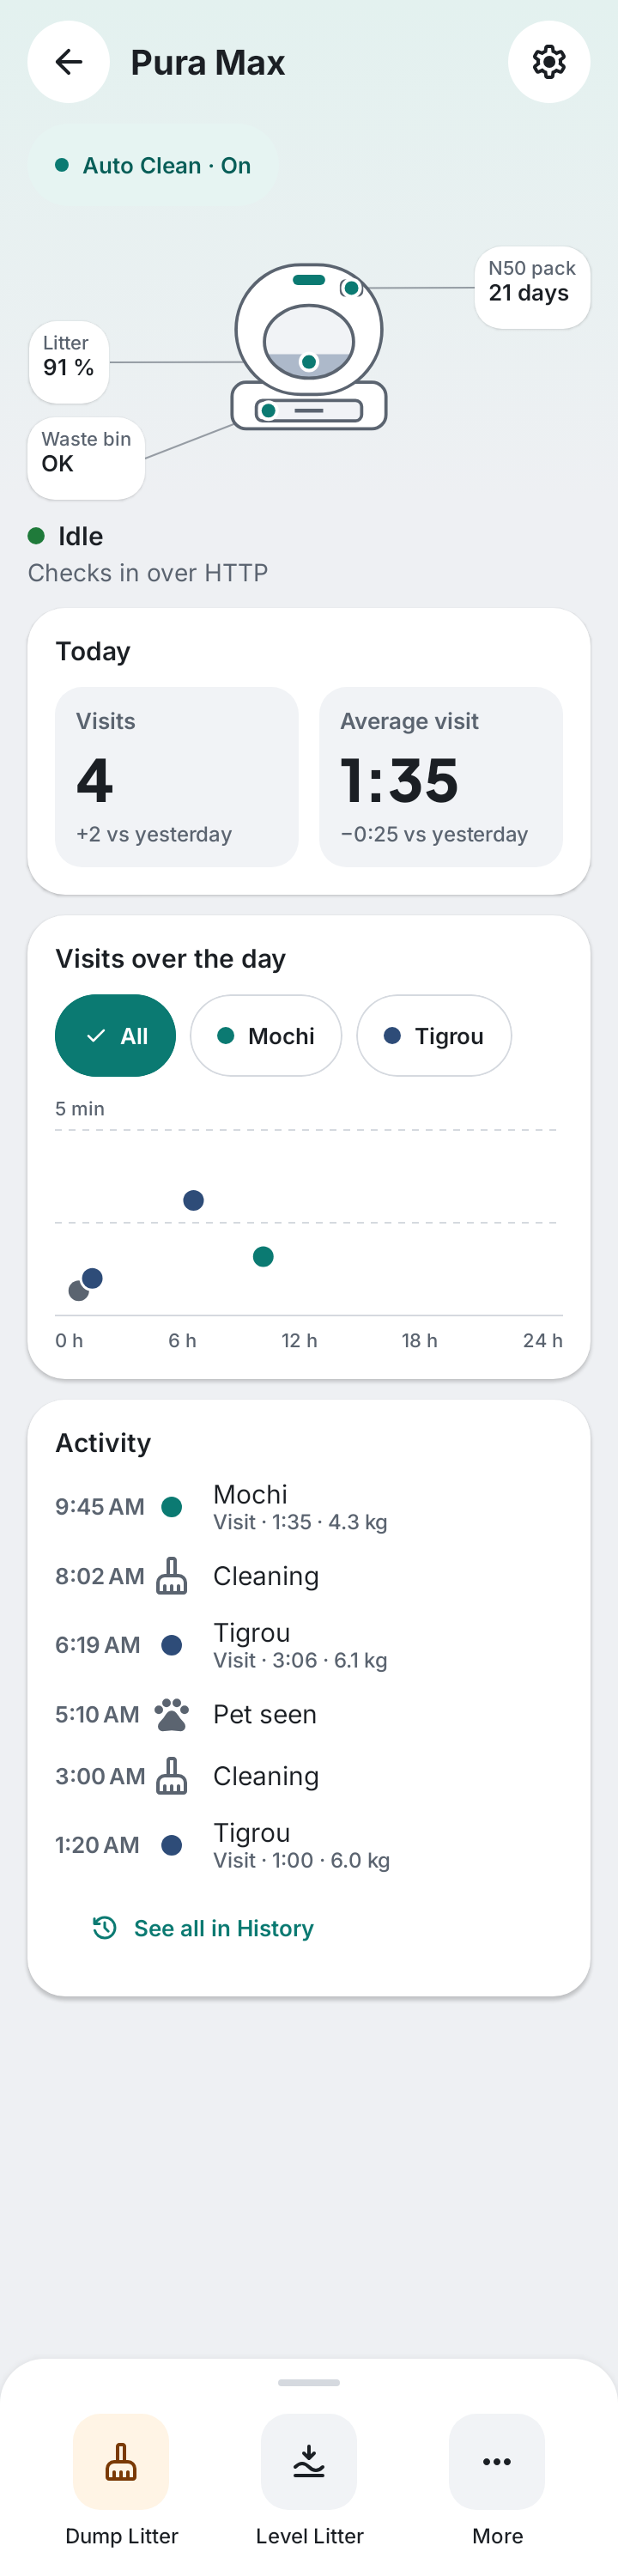 Pura Max
Auto Clean · On
N50 pack
21 days
Litter
91 %
Waste bin
OK
Idle
Checks in over HTTP
Today
Visits
4
+2 vs yesterday
Average visit
1:35
−0:25 vs yesterday
Visits over the day
All
Mochi
Tigrou
5 min
0 h 6 h 12 h 18 h 24 h
Activity
9:45 AM Mochi
Visit · 1:35 · 4.3 kg
8:02 AM Cleaning
6:19 AM Tigrou
Visit · 3:06 · 6.1 kg
5:10 AM Pet seen
3:00 AM Cleaning
1:20 AM Tigrou
Visit · 1:00 · 6.0 kg
See all in History
Dump Litter
Level Litter
More